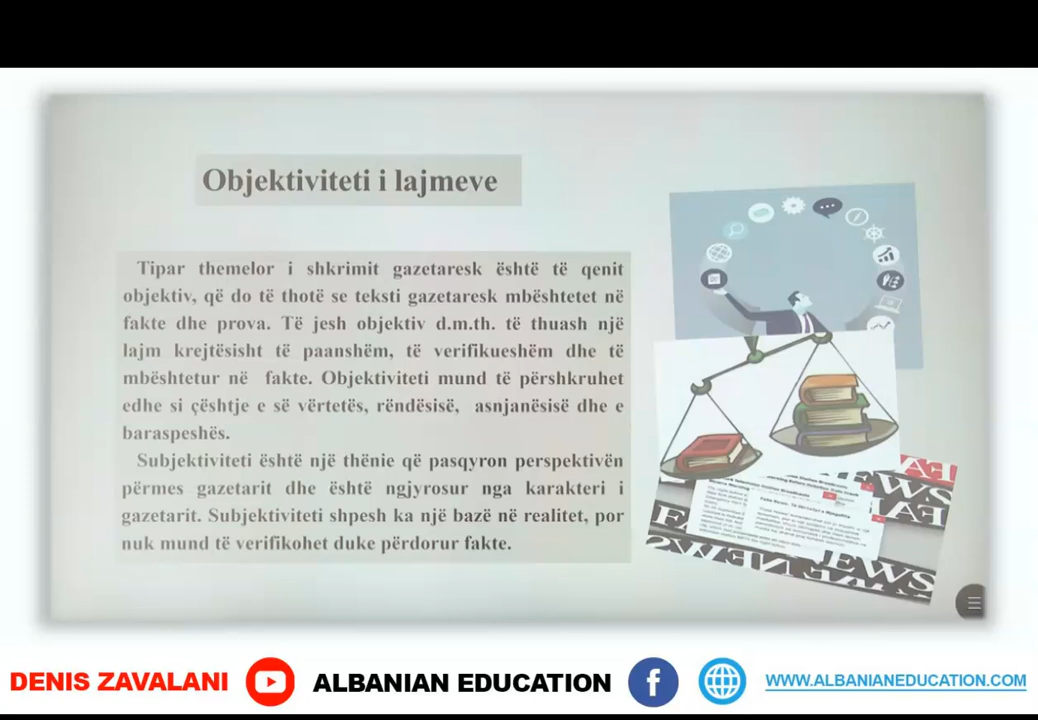 Objektiviteti i lajmeve
Tipar themelor i shkrimit gazetaresk është të qenit
objektiv, që do të thotë se teksti gazetaresk mbështetet në
fakte dhe prova. Të jesh objektiv d.m.th. të thuash një
lajm krejtësisht të paanshëm, të verifikueshëm dhe të
mbështetur në fakte. Objektiviteti mund të përshkruhet
edhe si çështje e së vërtetës, rëndësisë, asnjanësisë dhe e
baraspeshës.
Subjektiviteti është një thënie që pasqyron perspektivën
përmes gazetarit dhe është ngjyrosur nga karakteri i
gazetarit. Subjektiviteti shpesh ka një bazë në realitet, por
nuk mund të verifikohet duke përdorur fakte.
NEWS
DENIS ZAVALANI
ALBANIAN EDUCATION
f
WWW.ALBANIANEDUCATION.COM